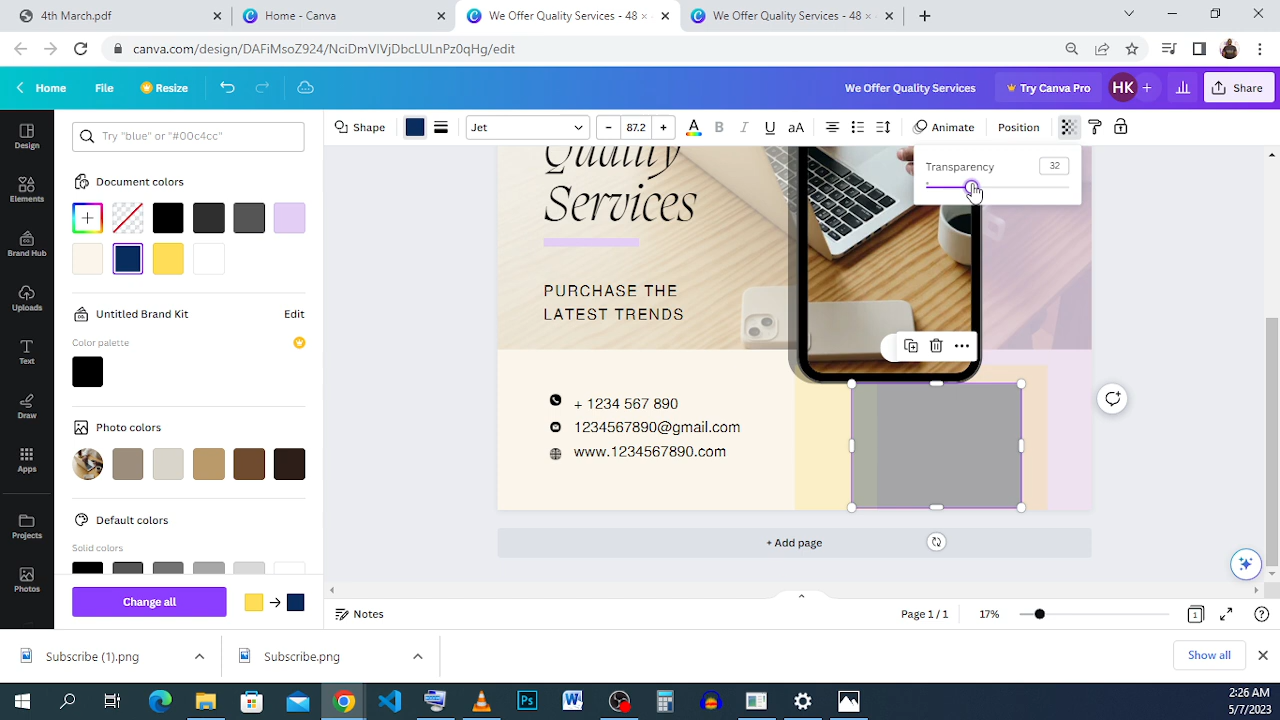 4th March.pdf
Home - Canva
We Offer Quality Services - 48 ×
We Offer Quality Services - 48 ×
canva.com/design/DAFiMsoZ924/NciDmVIVjDbcLULnPz0qHg/edit
Home File Resize We Offer Quality Services Try Canva Pro HK + Share
Design
Elements
Brand Hub
Uploads
Text
Draw
Apps
Projects
Photos
Try "blue" or "#00c4cc"
Document colors
Untitled Brand Kit Edit
Color palette
Photo colors
Default colors
Solid colors
Change all
Shape Jet – 87.2 + A B I U aA Animate Position
Transparency 32
Quality
Services
PURCHASE THE
LATEST TRENDS
+ 1234 567 890
1234567890@gmail.com
www.1234567890.com
+ Add page
Notes Page 1 / 1 17% 1
Subscribe (1).png Subscribe.png Show all
2:26 AM
5/7/2023